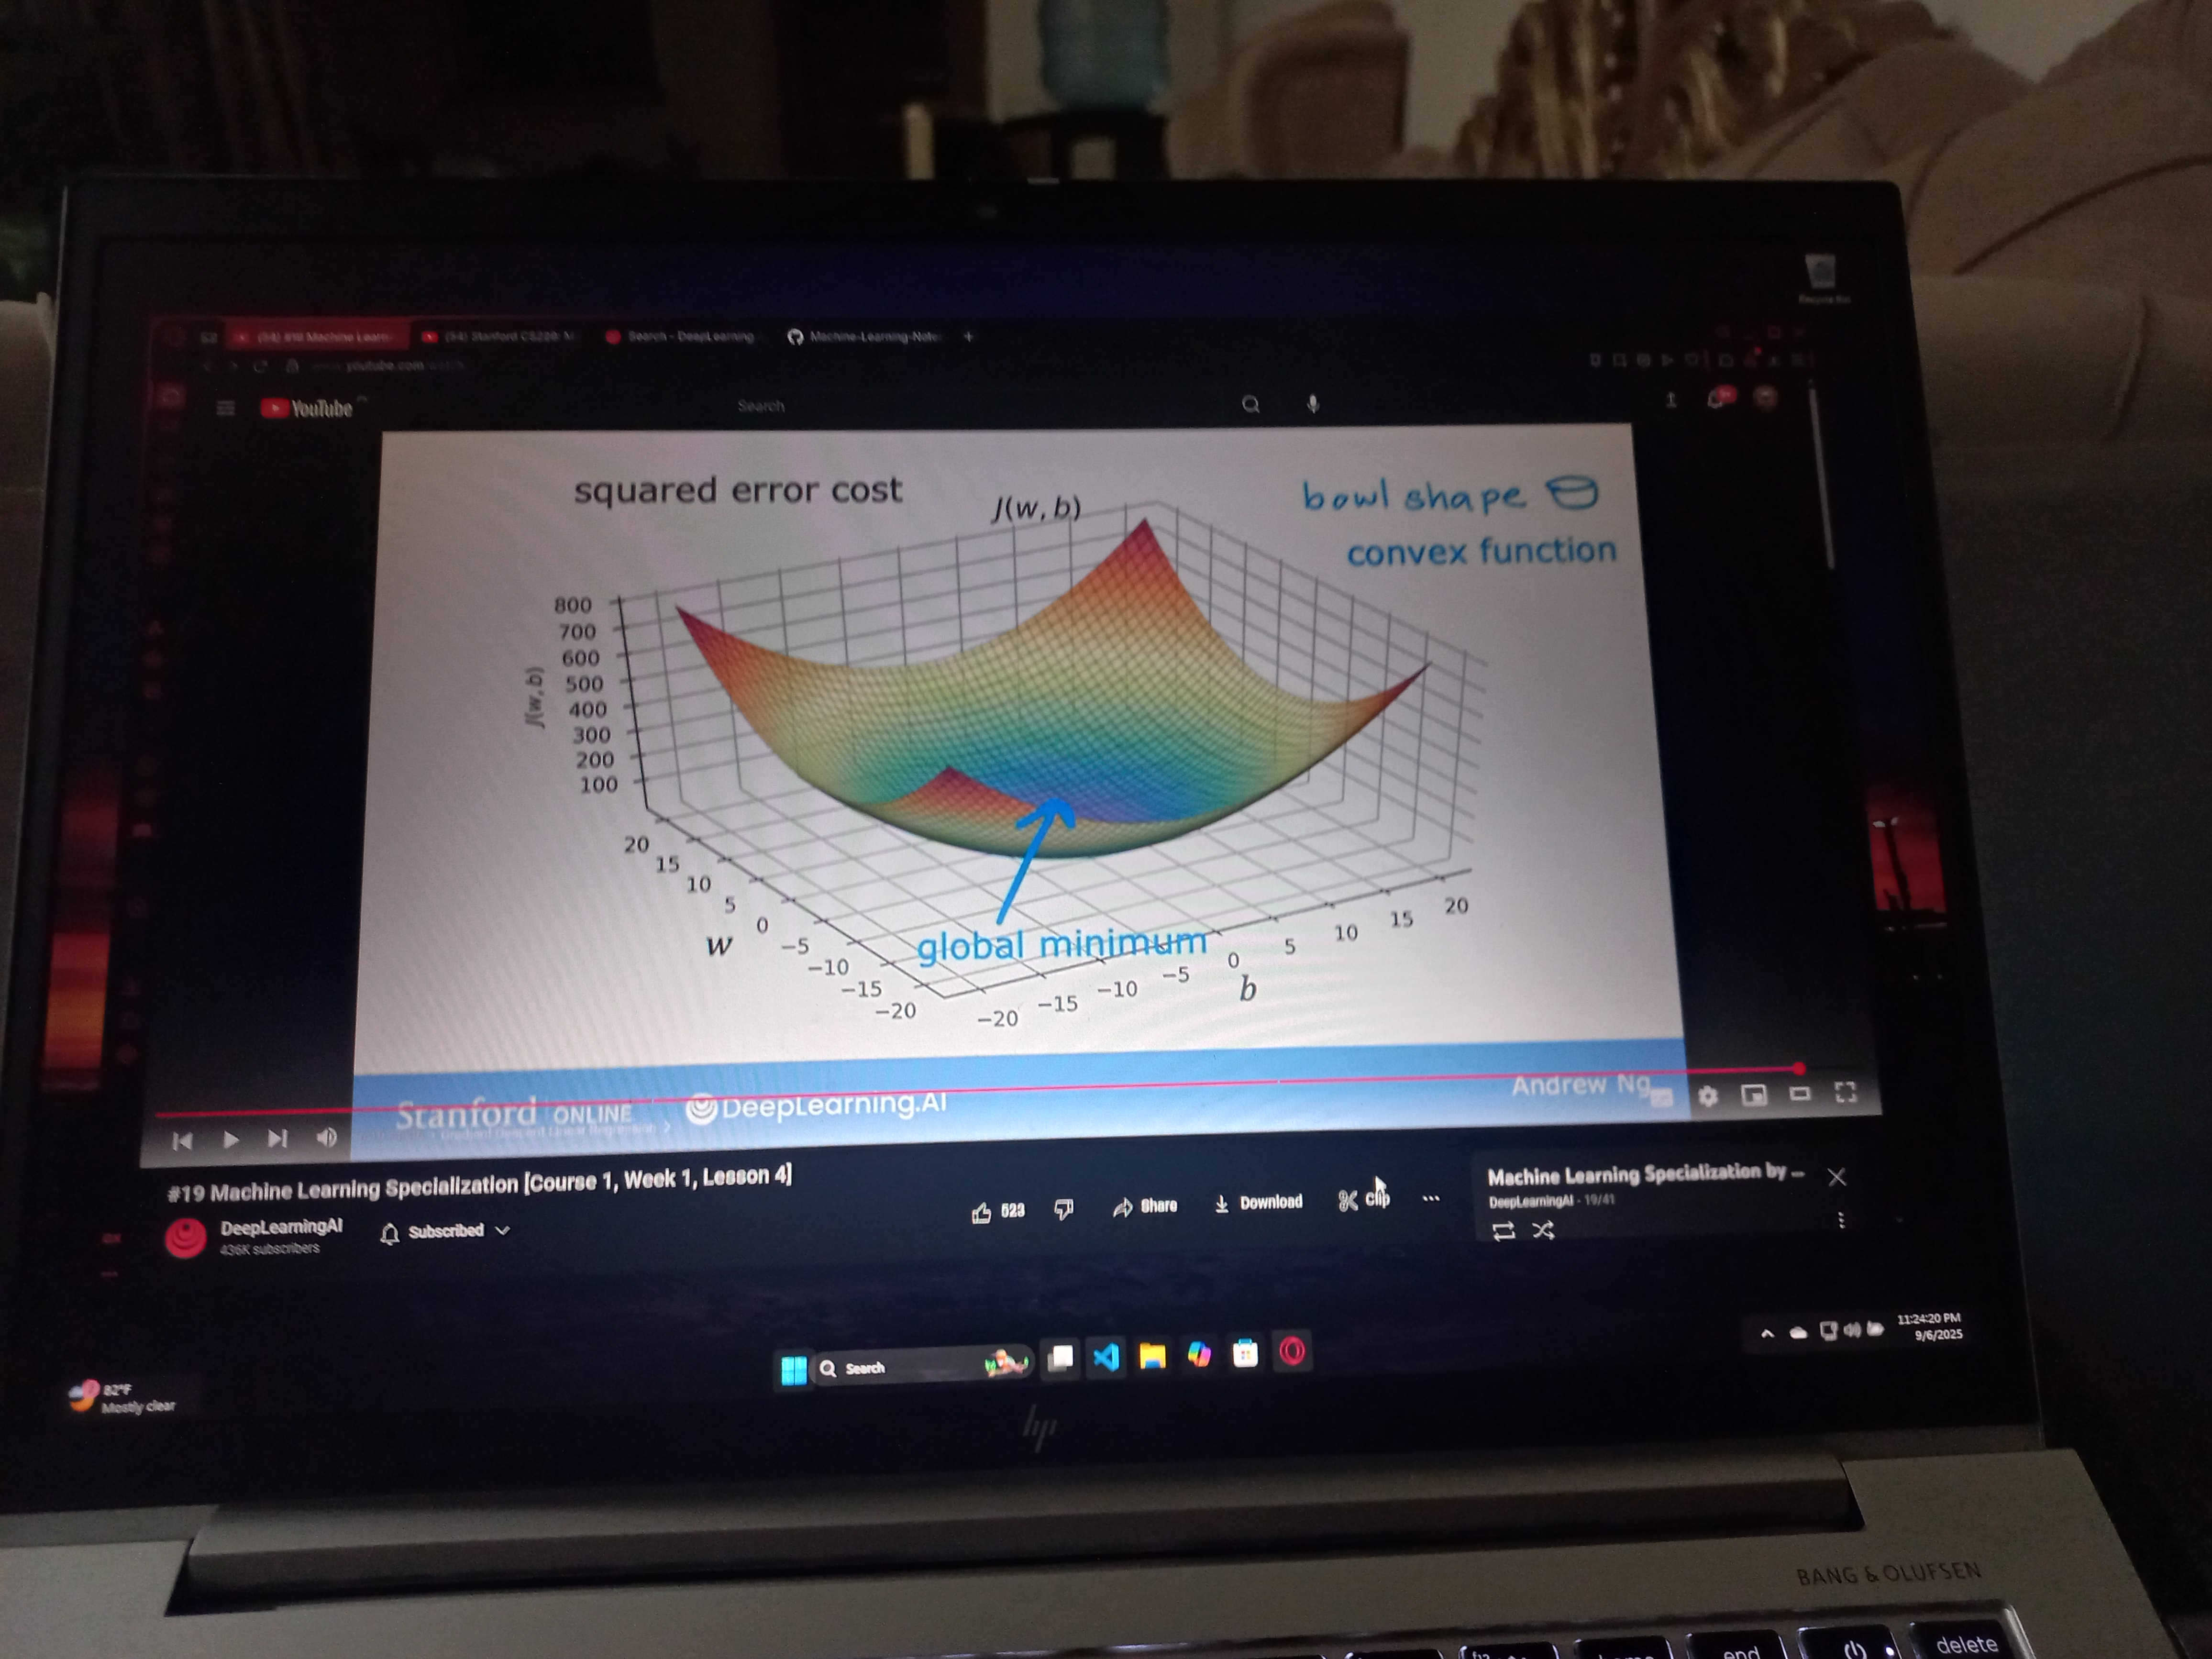 (54) #19 Machine Learn
(54) Stanford CS229: M
Search - DeepLearning
Machine-Learning-Note
youtube.com/watch
YouTube
Search
squared error cost
J(w, b)
bowl shape
convex function
800
700
600
500
400
300
200
100
J(w, b)
20
15
10
5
0
−5
−10
−15
−20
w
global minimum
−20
−15
−10
−5
0
5
10
15
20
b
Stanford ONLINE
DeepLearning.AI
Andrew Ng
#19 Machine Learning Specialization [Course 1, Week 1, Lesson 4]
DeepLearningAI
436K subscribers
Subscribed
523
Share
Download
Clip
...
Machine Learning Specialization by ...
DeepLearningAI - 19/41
82°F
Mostly clear
Search
11:24:20 PM
9/6/2025
hp
BANG & OLUFSEN
f12
home
end
delete